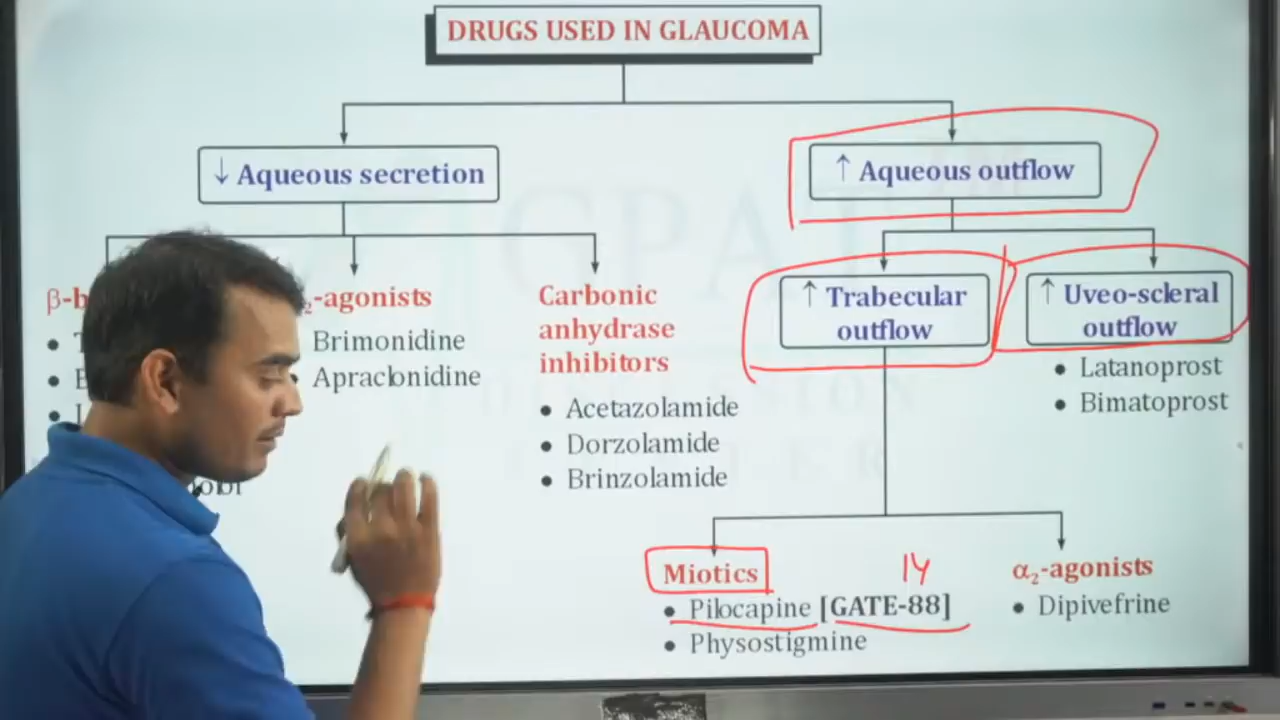 DRUGS USED IN GLAUCOMA
↓ Aqueous secretion
↑ Aqueous outflow
-agonists
Brimonidine
Apraclonidine
Carbonic
anhydrase
inhibitors
• Acetazolamide
• Dorzolamide
• Brinzolamide
↑ Trabecular
outflow
↑ Uveo-scleral
outflow
• Latanoprost
• Bimatoprost
Miotics
14
• Pilocapine [GATE-88]
• Physostigmine
α₂-agonists
• Dipivefrine
GPAT